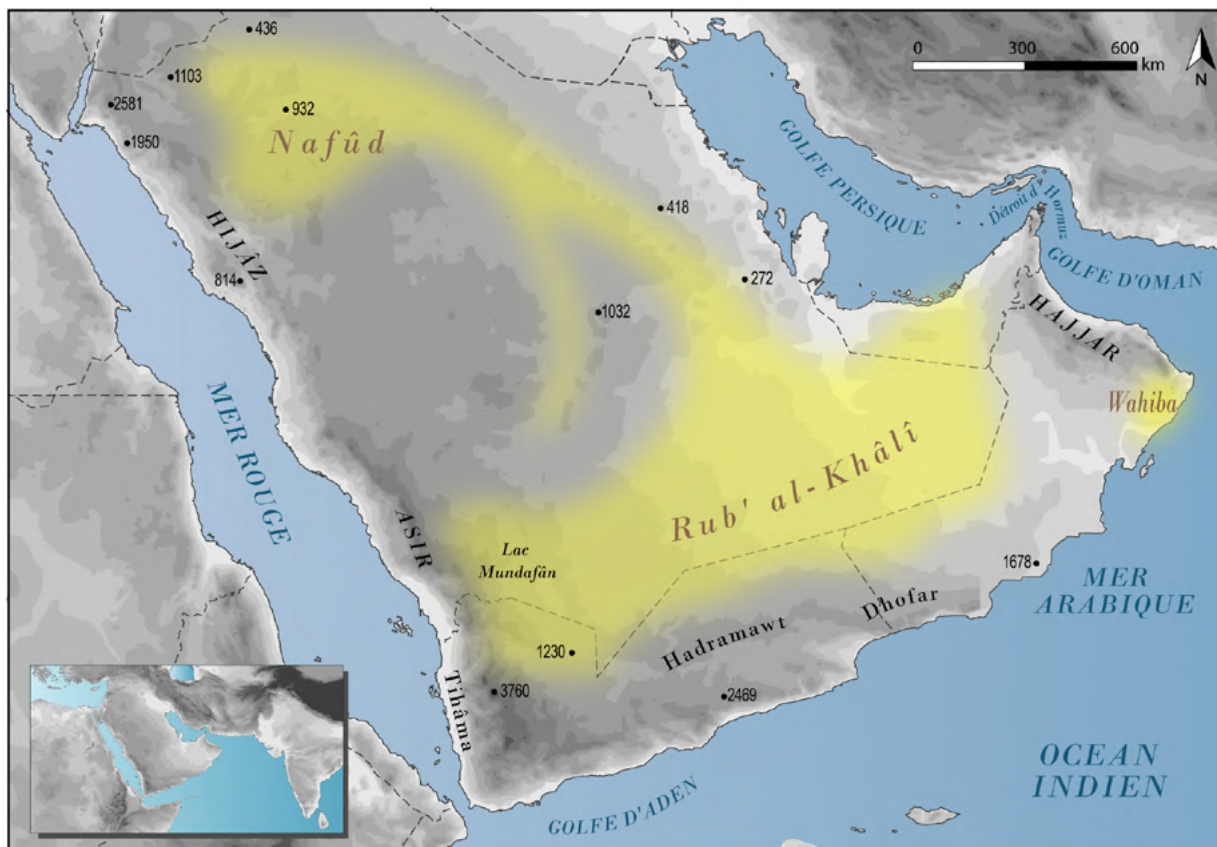 436
0 300 600
km
N
1103
2581
932
1950
Nafûd
GOLFE PERSIQUE
Détroit d'Hormuz
418
HIJÂZ
GOLFE D'OMAN
814
272
1032
HAJJAR
MER ROUGE
Wahiba
Rub' al-Khâlî
ASIR
Lac
Mundafân
1678
MER
ARABIQUE
Dhofar
Hadramawt
1230
Tihâma
3760
2469
OCEAN
INDIEN
GOLFE D'ADEN